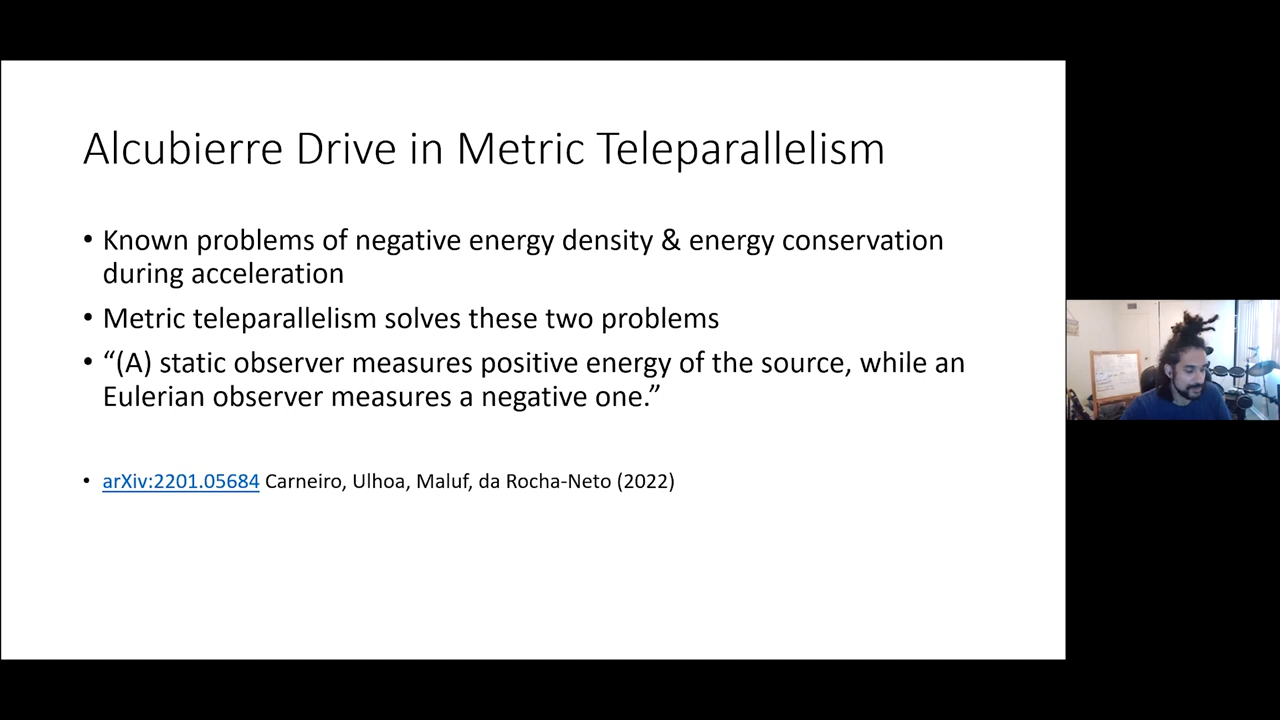 Alcubierre Drive in Metric Teleparallelism
• Known problems of negative energy density & energy conservation
during acceleration
• Metric teleparallelism solves these two problems
• “(A) static observer measures positive energy of the source, while an
Eulerian observer measures a negative one.”
• arXiv:2201.05684 Carneiro, Ulhoa, Maluf, da Rocha-Neto (2022)